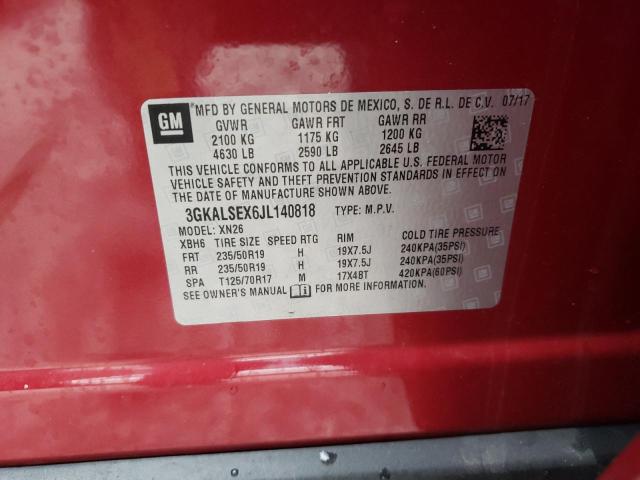 GM
MFD BY GENERAL MOTORS DE MEXICO, S. DE R.L. DE C.V. 07/17
GVWR GAWR FRT GAWR RR
2100 KG 1175 KG 1200 KG
4630 LB 2590 LB 2645 LB
THIS VEHICLE CONFORMS TO ALL APPLICABLE U.S. FEDERAL MOTOR
VEHICLE SAFETY, AND THEFT PREVENTION STANDARDS IN EFFECT ON
THE DATE OF MANUFACTURE SHOWN ABOVE.
3GKALSEX6JL140818 TYPE: M.P.V.
MODEL: XN26
XBH6 TIRE SIZE SPEED RTG RIM COLD TIRE PRESSURE
FRT 235/50R19 H 19X7.5J 240KPA(35PSI)
RR 235/50R19 H 19X7.5J 240KPA(35PSI)
SPA T125/70R17 M 17X4BT 420KPA(60PSI)
SEE OWNER'S MANUAL FOR MORE INFORMATION.